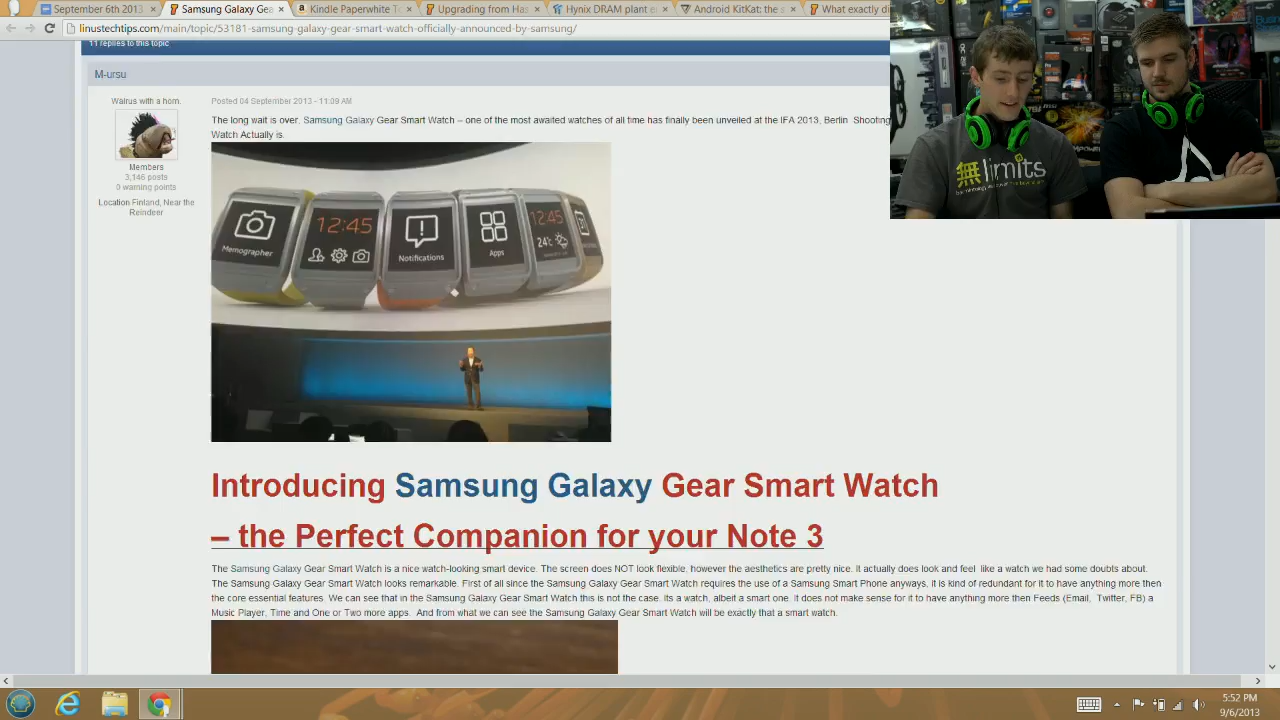 September 6th 2013
Samsung Galaxy Gea
Kindle Paperwhite T
Upgrading from Has
Hynix DRAM plant e
Android KitKat: the s
What exactly di
linustechtips.com/main/topic/53181-samsung-galaxy-gear-smart-watch-officially-announced-by-samsung/
11 replies to this topic
M-ursu
Walrus with a horn.
Members
3,146 posts
0 warning points
Location Finland, Near the
Reindeer
Posted 04 September 2013 - 11:09 AM
The long wait is over. Samsung Galaxy Gear Smart Watch – one of the most awaited watches of all time has finally been unveiled at the IFA 2013, Berlin Shooting
Watch Actually is.
Memographer
12:45
Notifications
Apps
12:45
24°C
無limits
Introducing Samsung Galaxy Gear Smart Watch
– the Perfect Companion for your Note 3
The Samsung Galaxy Gear Smart Watch is a nice watch-looking smart device. The screen does NOT look flexible, however the aesthetics are pretty nice. It actually does look and feel like a watch we had some doubts about.
The Samsung Galaxy Gear Smart Watch looks remarkable. First of all since the Samsung Galaxy Gear Smart Watch requires the use of a Samsung Smart Phone anyways, it is kind of redundant for it to have anything more then
the core essential features. We can see that in the Samsung Galaxy Gear Smart Watch this is not the case. Its a watch, albeit a smart one. it does not make sense for it to have anything more then Feeds (Email, Twitter, FB) a
Music Player, Time and One or Two more apps. And from what we can see the Samsung Galaxy Gear Smart Watch will be exactly that a smart watch.
5:52 PM
9/6/2013